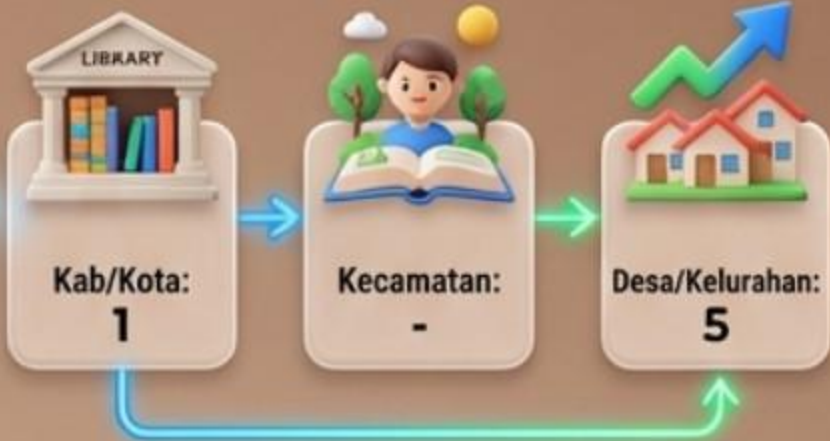 LIBRARY
Kab/Kota:
1
Kecamatan:
-
Desa/Kelurahan:
5